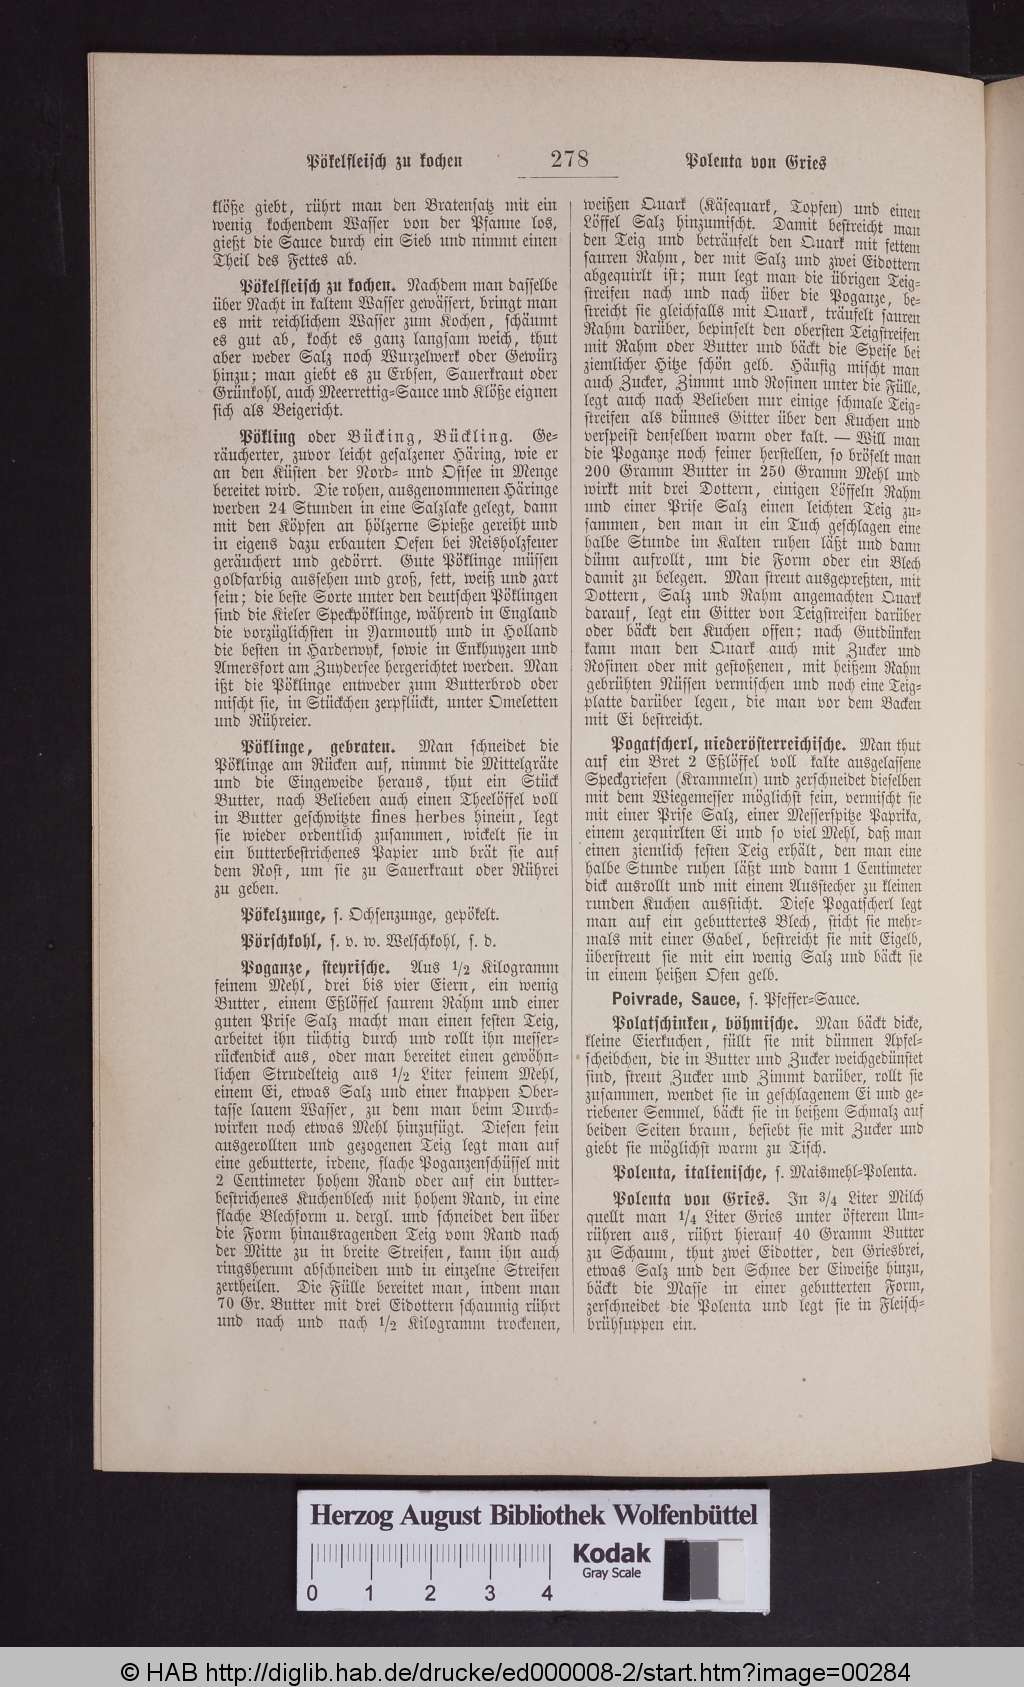 Pökelfleisch zu kochen 278 Polenta von Gries
klöße giebt, rührt man den Bratensatz mit ein
wenig kochendem Wasser von der Pfanne los,
gießt die Sauce durch ein Sieb und nimmt einen
Theil des Fettes ab.
Pökelfleisch zu kochen. Nachdem man dasselbe
über Nacht in kaltem Wasser gewässert, bringt man
es mit reichlichem Wasser zum Kochen, schäumt
es gut ab, kocht es ganz langsam weich, thut
aber weder Salz noch Wurzelwerk oder Gewürz
hinzu; man giebt es zu Erbsen, Sauerkraut oder
Grünkohl, auch Meerrettig-Sauce und Klöße eignen
sich als Beigericht.
Pökling oder Bücking, Bückling. Ge-
räucherter, zuvor leicht gesalzener Häring, wie er
an den Küsten der Nord- und Ostsee in Menge
bereitet wird. Die rohen, ausgenommenen Häringe
werden 24 Stunden in eine Salzlake gelegt, dann
mit den Köpfen an hölzerne Spieße gereiht und
in eigens dazu erbauten Oefen bei Reisholzfeuer
geräuchert und gedörrt. Gute Pöklinge müssen
goldfarbig aussehen und groß, fett, weiß und zart
sein; die beste Sorte unter den deutschen Pöklingen
sind die Kieler Speckpöklinge, während in England
die vorzüglichsten in Yarmouth und in Holland
die besten in Harderwyk, sowie in Enkhuyzen und
Amersfort am Zuydersee hergerichtet werden. Man
ißt die Pöklinge entweder zum Butterbrod oder
mischt sie, in Stückchen zerpflückt, unter Omeletten
und Rühreier.
Pöklinge, gebraten. Man schneidet die
Pöklinge am Rücken auf, nimmt die Mittelgräte
und die Eingeweide heraus, thut ein Stück
Butter, nach Belieben auch einen Theelöffel voll
in Butter geschwitzte fines herbes hinein, legt
sie wieder ordentlich zusammen, wickelt sie in
ein butterbestrichenes Papier und brät sie auf
dem Rost, um sie zu Sauerkraut oder Rührei
zu geben.
Pökelzunge, s. Ochsenzunge, gepökelt.
Pörschkohl, s. v. w. Welschkohl, s. d.
Poganze, steyrische. Aus 1/2 Kilogramm
feinem Mehl, drei bis vier Eiern, ein wenig
Butter, einem Eßlöffel saurem Rahm und einer
guten Prise Salz macht man einen festen Teig,
arbeitet ihn tüchtig durch und rollt ihn messer-
rückendick aus, oder man bereitet einen gewöhn-
lichen Strudelteig aus 1/2 Liter feinem Mehl,
einem Ei, etwas Salz und einer knappen Ober-
tasse lauem Wasser, zu dem man beim Durch-
wirken noch etwas Mehl hinzufügt. Diesen fein
ausgerollten und gezogenen Teig legt man auf
eine gebutterte, irdene, flache Poganzenschüssel mit
2 Centimeter hohem Rand oder auf ein butter-
bestrichenes Kuchenblech mit hohem Rand, in eine
flache Blechform u. dergl. und schneidet den über
die Form hinausragenden Teig vom Rand nach
der Mitte zu in breite Streifen, kann ihn auch
ringsherum abschneiden und in einzelne Streifen
zertheilen. Die Fülle bereitet man, indem man
70 Gr. Butter mit drei Eidottern schaumig rührt
und nach und nach 1/2 Kilogramm trockenen,
weißen Quark (Käsequark, Topfen) und einen
Löffel Salz hinzumischt. Damit bestreicht man
den Teig und beträufelt den Quark mit fettem
sauren Rahm, der mit Salz und zwei Eidottern
abgequirlt ist; nun legt man die übrigen Teig-
streifen nach und nach über die Poganze, be-
streicht sie gleichfalls mit Quark, träufelt sauren
Rahm darüber, bepinselt den obersten Teigstreifen
mit Rahm oder Butter und bäckt die Speise bei
ziemlicher Hitze schön gelb. Häufig mischt man
auch Zucker, Zimmt und Rosinen unter die Fülle,
legt auch nach Belieben nur einige schmale Teig-
streifen als dünnes Gitter über den Kuchen und
verspeist denselben warm oder kalt. — Will man
die Poganze noch feiner herstellen, so bröselt man
200 Gramm Butter in 250 Gramm Mehl und
wirkt mit drei Dottern, einigen Löffeln Rahm
und einer Prise Salz einen leichten Teig zu-
sammen, den man in ein Tuch geschlagen eine
halbe Stunde im Kalten ruhen läßt und dann
dünn aufrollt, um die Form oder ein Blech
damit zu belegen. Man streut ausgepreßten, mit
Dottern, Salz und Rahm angemachten Quark
darauf, legt ein Gitter von Teigstreifen darüber
oder bäckt den Kuchen offen; nach Gutdünken
kann man den Quark auch mit Zucker und
Rosinen oder mit gestoßenen, mit heißem Rahm
gebrühten Nüssen vermischen und noch eine Teig-
platte darüber legen, die man vor dem Backen
mit Ei bestreicht.
Pogatscherl, niederösterreichische. Man thut
auf ein Bret 2 Eßlöffel voll kalte ausgelassene
Speckgriefen (Krammeln) und zerschneidet dieselben
mit dem Wiegemesser möglichst fein, vermischt sie
mit einer Prise Salz, einer Messerspitze Paprika,
einem zerquirlten Ei und so viel Mehl, daß man
einen ziemlich festen Teig erhält, den man eine
halbe Stunde ruhen läßt und dann 1 Centimeter
dick ausrollt und mit einem Ausstecher zu kleinen
runden Kuchen aussticht. Diese Pogatscherl legt
man auf ein gebuttertes Blech, sticht sie mehr-
mals mit einer Gabel, bestreicht sie mit Eigelb,
überstreut sie mit ein wenig Salz und bäckt sie
in einem heißen Ofen gelb.
Poivrade, Sauce, s. Pfeffer-Sauce.
Polatschinken, böhmische. Man bäckt dicke,
kleine Eierkuchen, füllt sie mit dünnen Apfel-
scheibchen, die in Butter und Zucker weichgedünstet
sind, streut Zucker und Zimmt darüber, rollt sie
zusammen, wendet sie in geschlagenem Ei und ge-
riebener Semmel, bäckt sie in heißem Schmalz auf
beiden Seiten braun, besiebt sie mit Zucker und
giebt sie möglichst warm zu Tisch.
Polenta, italienische, s. Maismehl-Polenta.
Polenta von Gries. In 3/4 Liter Milch
quellt man 1/4 Liter Gries unter öfterem Um-
rühren aus, rührt hierauf 40 Gramm Butter
zu Schaum, thut zwei Eidotter, den Griesbrei,
etwas Salz und den Schnee der Eiweiße hinzu,
bäckt die Masse in einer gebutterten Form,
zerschneidet die Polenta und legt sie in Fleisch-
brühsuppen ein.
Herzog August Bibliothek Wolfenbüttel
Kodak
Gray Scale
0 1 2 3 4
© HAB http://diglib.hab.de/drucke/ed000008-2/start.htm?image=00284